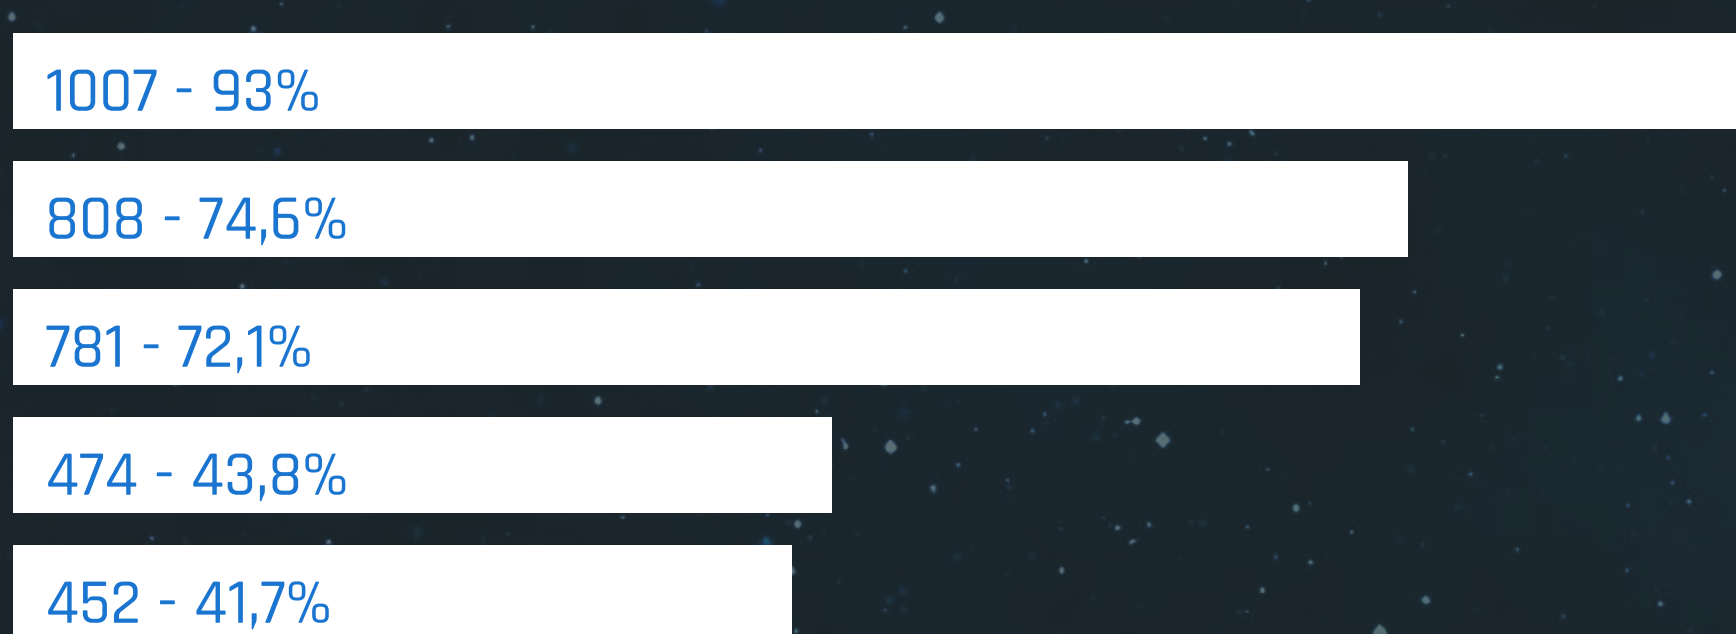 1007 - 93%
808 - 74,6%
781 - 72,1%
474 - 43,8%
452 - 41,7%